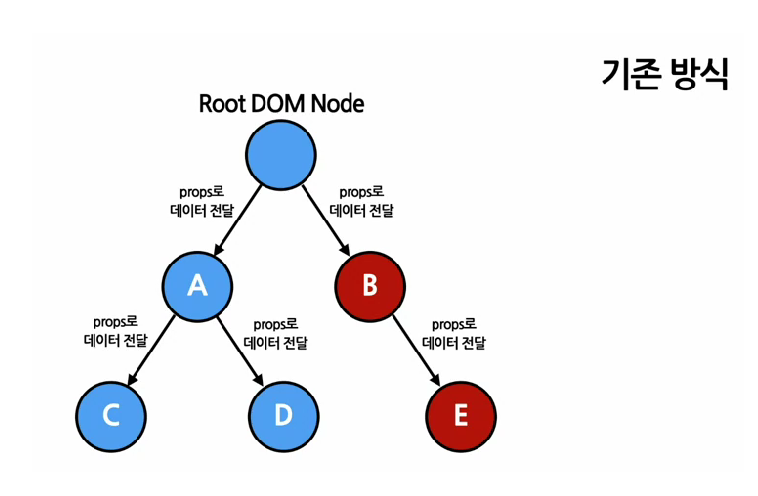 기존 방식
Root DOM Node
props로
데이터 전달
props로
데이터 전달
A
B
props로
데이터 전달
props로
데이터 전달
props로
데이터 전달
C
D
E